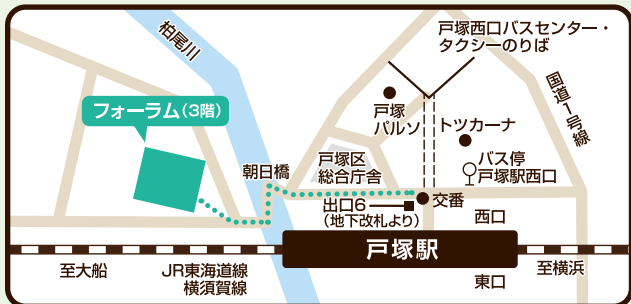 戸塚西口バスセンター・
タクシーのりば
柏尾川
国道1号線
フォーラム(3階)
戸塚
パルソ
トツカーナ
朝日橋
戸塚区
総合庁舎
バス停
戸塚駅西口
出口6
(地下改札より)
交番
西口
戸塚駅
至大船
JR東海道線
横須賀線
東口
至横浜